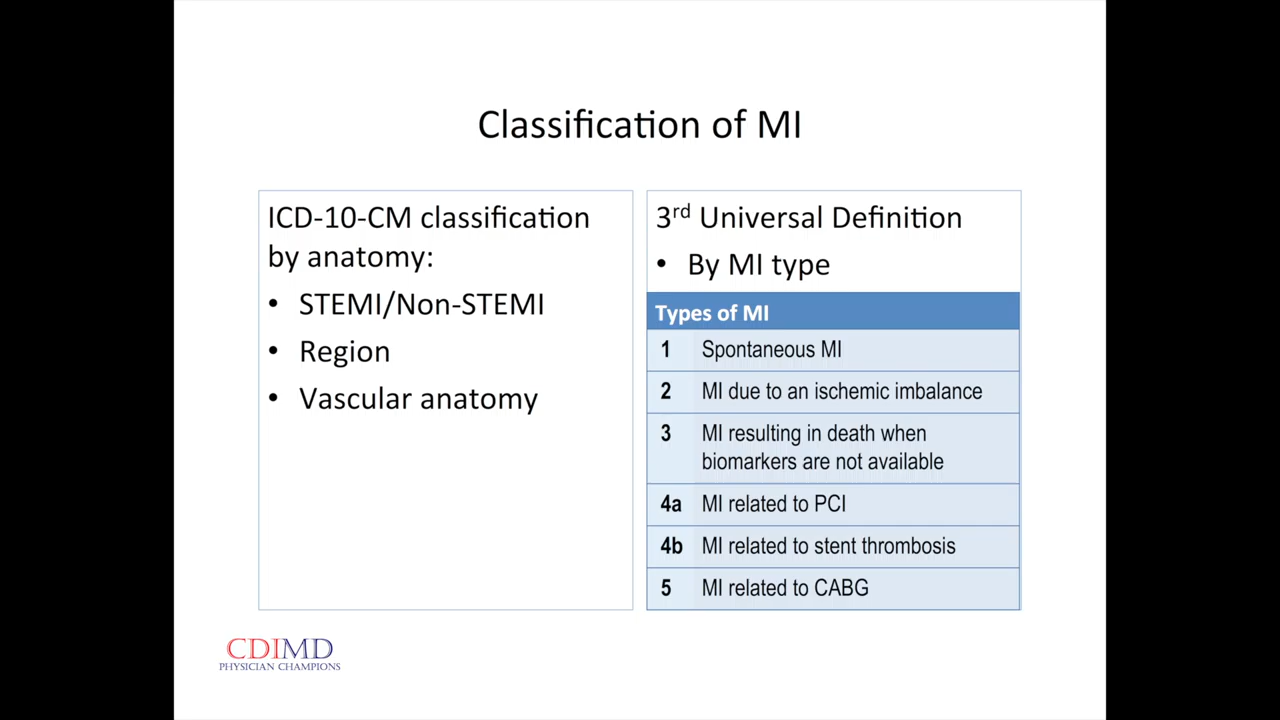 Classification of MI
ICD-10-CM classification
by anatomy:
• STEMI/Non-STEMI
• Region
• Vascular anatomy
3rd Universal Definition
• By MI type
Types of MI
1 Spontaneous MI
2 MI due to an ischemic imbalance
3 MI resulting in death when
biomarkers are not available
4a MI related to PCI
4b MI related to stent thrombosis
5 MI related to CABG
CDIMD
PHYSICIAN CHAMPIONS